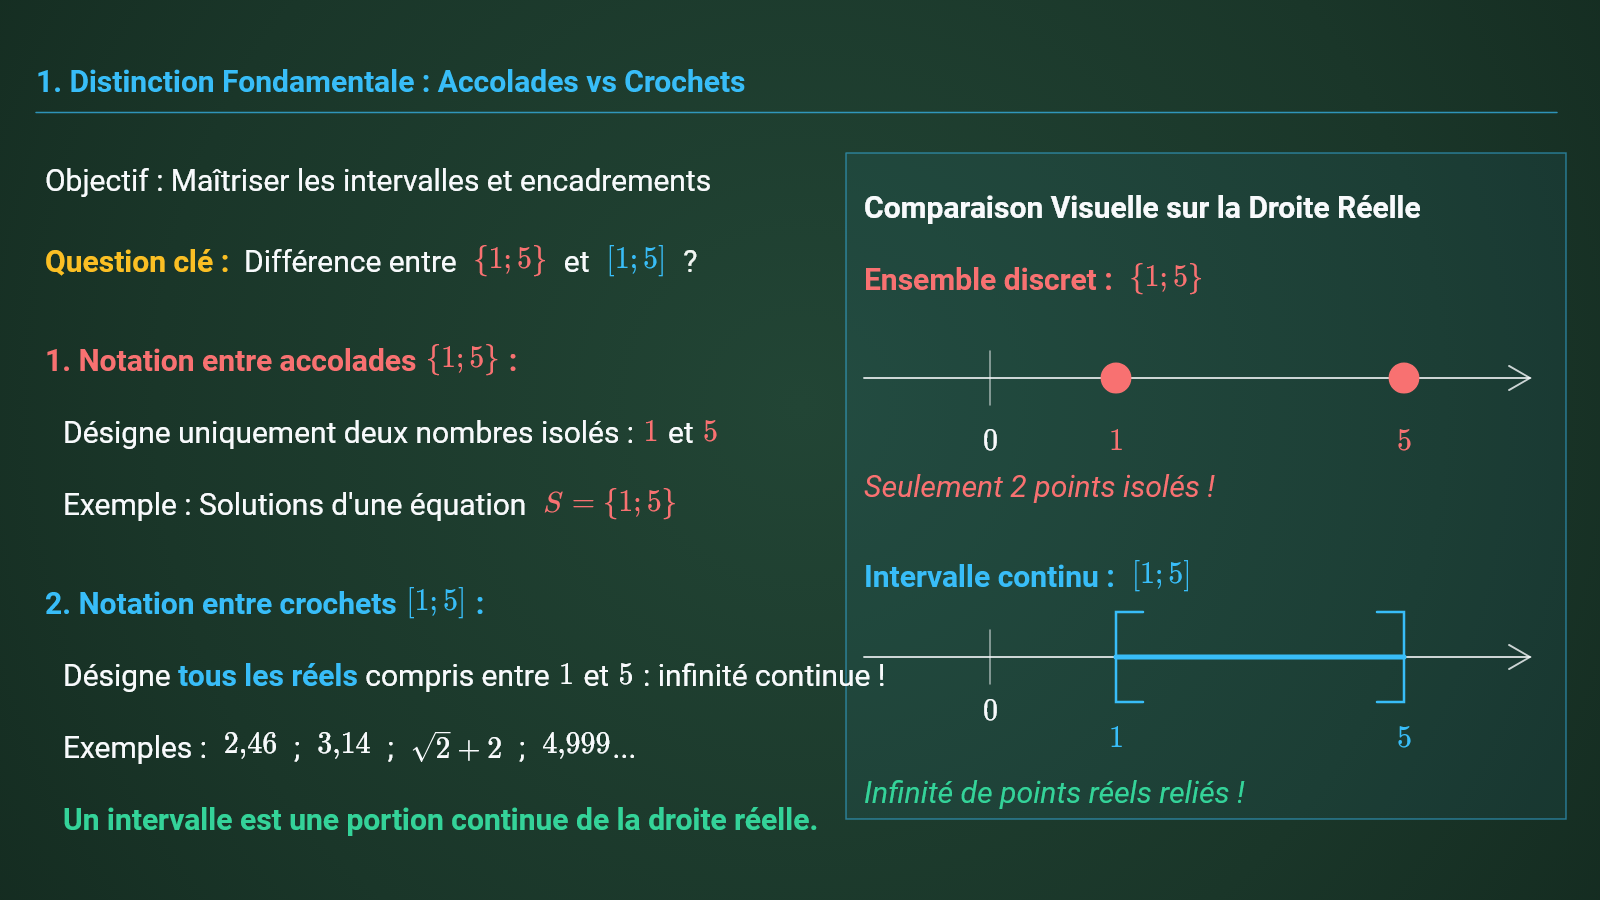 1. Distinction Fondamentale : Accolades vs Crochets
Objectif : Maîtriser les intervalles et encadrements
Question clé : Différence entre {1; 5} et [1; 5] ?
1. Notation entre accolades {1; 5} :
Désigne uniquement deux nombres isolés : 1 et 5
Exemple : Solutions d'une équation S = {1; 5}
2. Notation entre crochets [1; 5] :
Désigne tous les réels compris entre 1 et 5 : infinité continue !
Exemples : 2,46 ; 3,14 ; √2 + 2 ; 4,999...
Un intervalle est une portion continue de la droite réelle.
Comparaison Visuelle sur la Droite Réelle
Ensemble discret : {1; 5}
0 1 5
Seulement 2 points isolés !
Intervalle continu : [1; 5]
0
1 5
Infinité de points réels reliés !